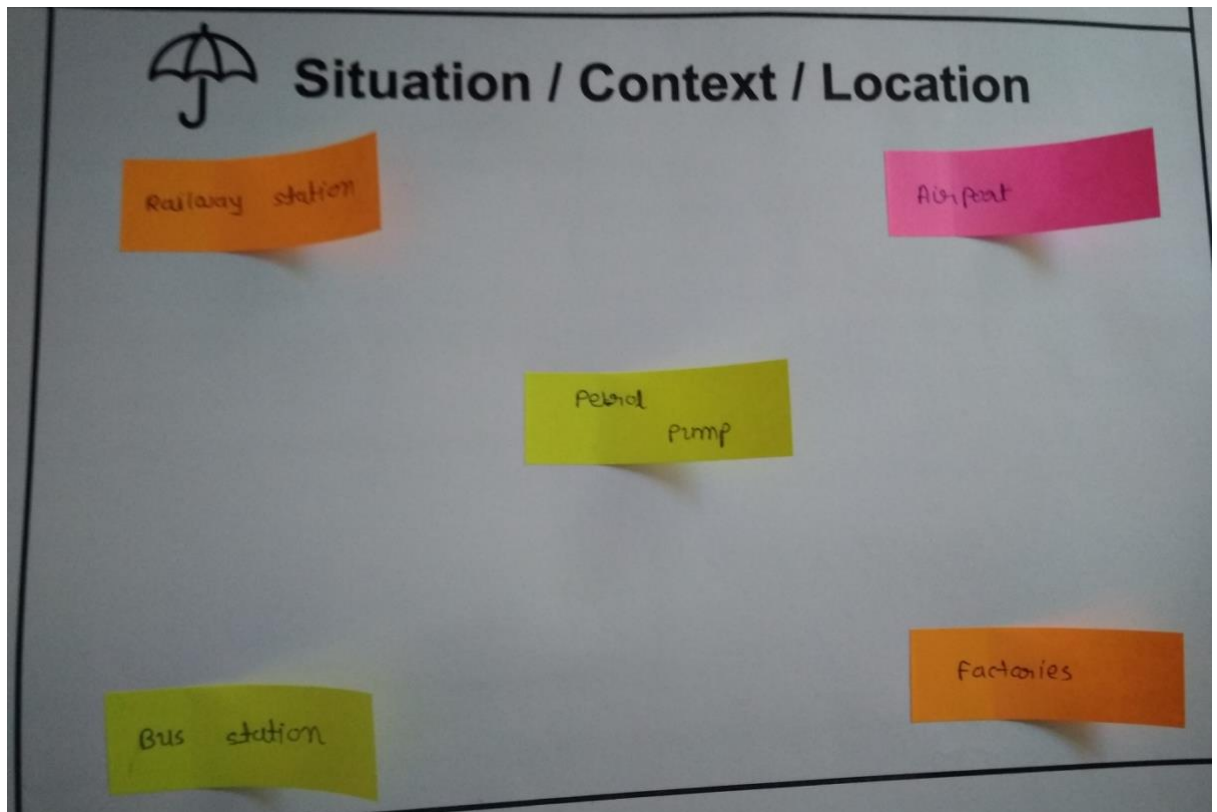 Situation / Context / Location
Railway station
Airport
Petrol
pump
Factories
Bus station